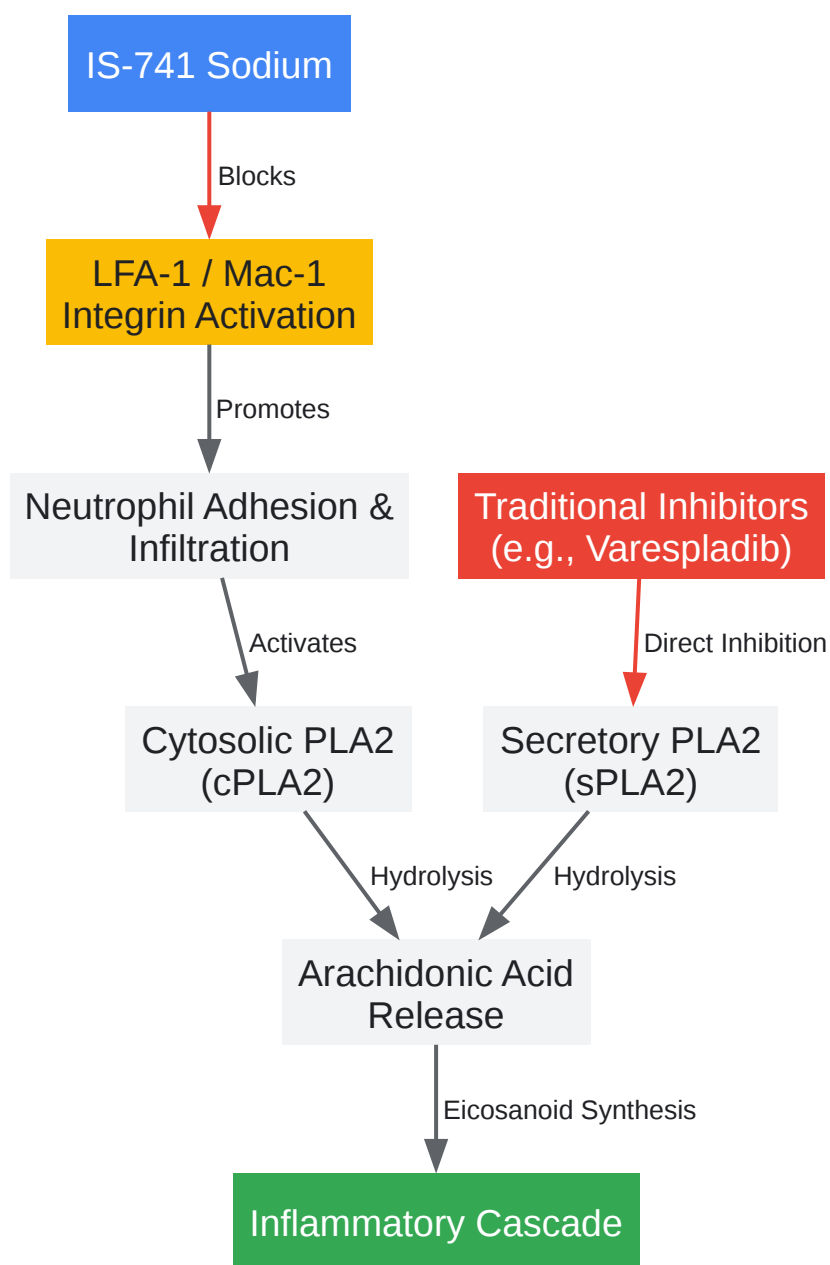 IS-741 Sodium
Blocks
LFA-1 / Mac-1
Integrin Activation
Promotes
Neutrophil Adhesion &
Infiltration
Traditional Inhibitors
(e.g., Varespladib)
Activates
Direct Inhibition
Cytosolic PLA2
(cPLA2)
Secretory PLA2
(sPLA2)
Hydrolysis
Hydrolysis
Arachidonic Acid
Release
Eicosanoid Synthesis
Inflammatory Cascade